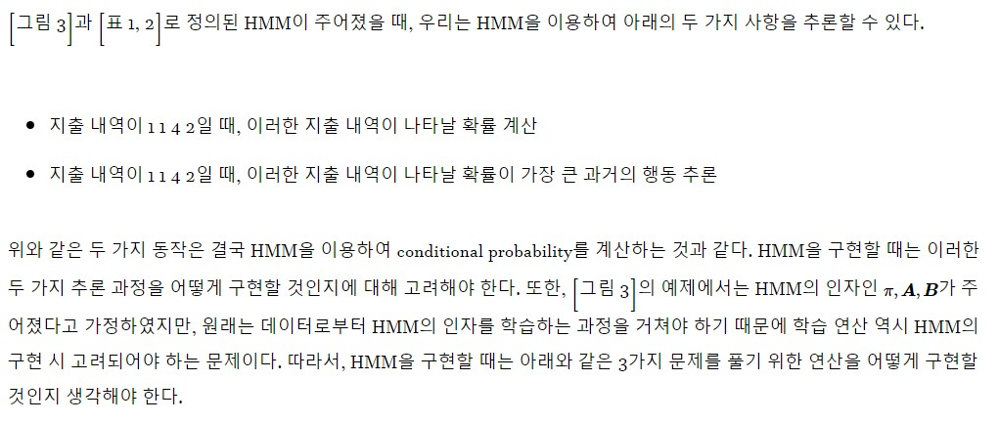 [그림 3]과 [표 1, 2]로 정의된 HMM이 주어졌을 때, 우리는 HMM을 이용하여 아래의 두 가지 사항을 추론할 수 있다.
• 지출 내역이 1 1 4 2일 때, 이러한 지출 내역이 나타날 확률 계산
• 지출 내역이 1 1 4 2일 때, 이러한 지출 내역이 나타날 확률이 가장 큰 과거의 행동 추론
위와 같은 두 가지 동작은 결국 HMM을 이용하여 conditional probability를 계산하는 것과 같다. HMM을 구현할 때는 이러한
두 가지 추론 과정을 어떻게 구현할 것인지에 대해 고려해야 한다. 또한, [그림 3]의 예제에서는 HMM의 인자인 π, A, B가 주
어졌다고 가정하였지만, 원래는 데이터로부터 HMM의 인자를 학습하는 과정을 거쳐야 하기 때문에 학습 연산 역시 HMM의
구현 시 고려되어야 하는 문제이다. 따라서, HMM을 구현할 때는 아래와 같은 3가지 문제를 풀기 위한 연산을 어떻게 구현할
것인지 생각해야 한다.